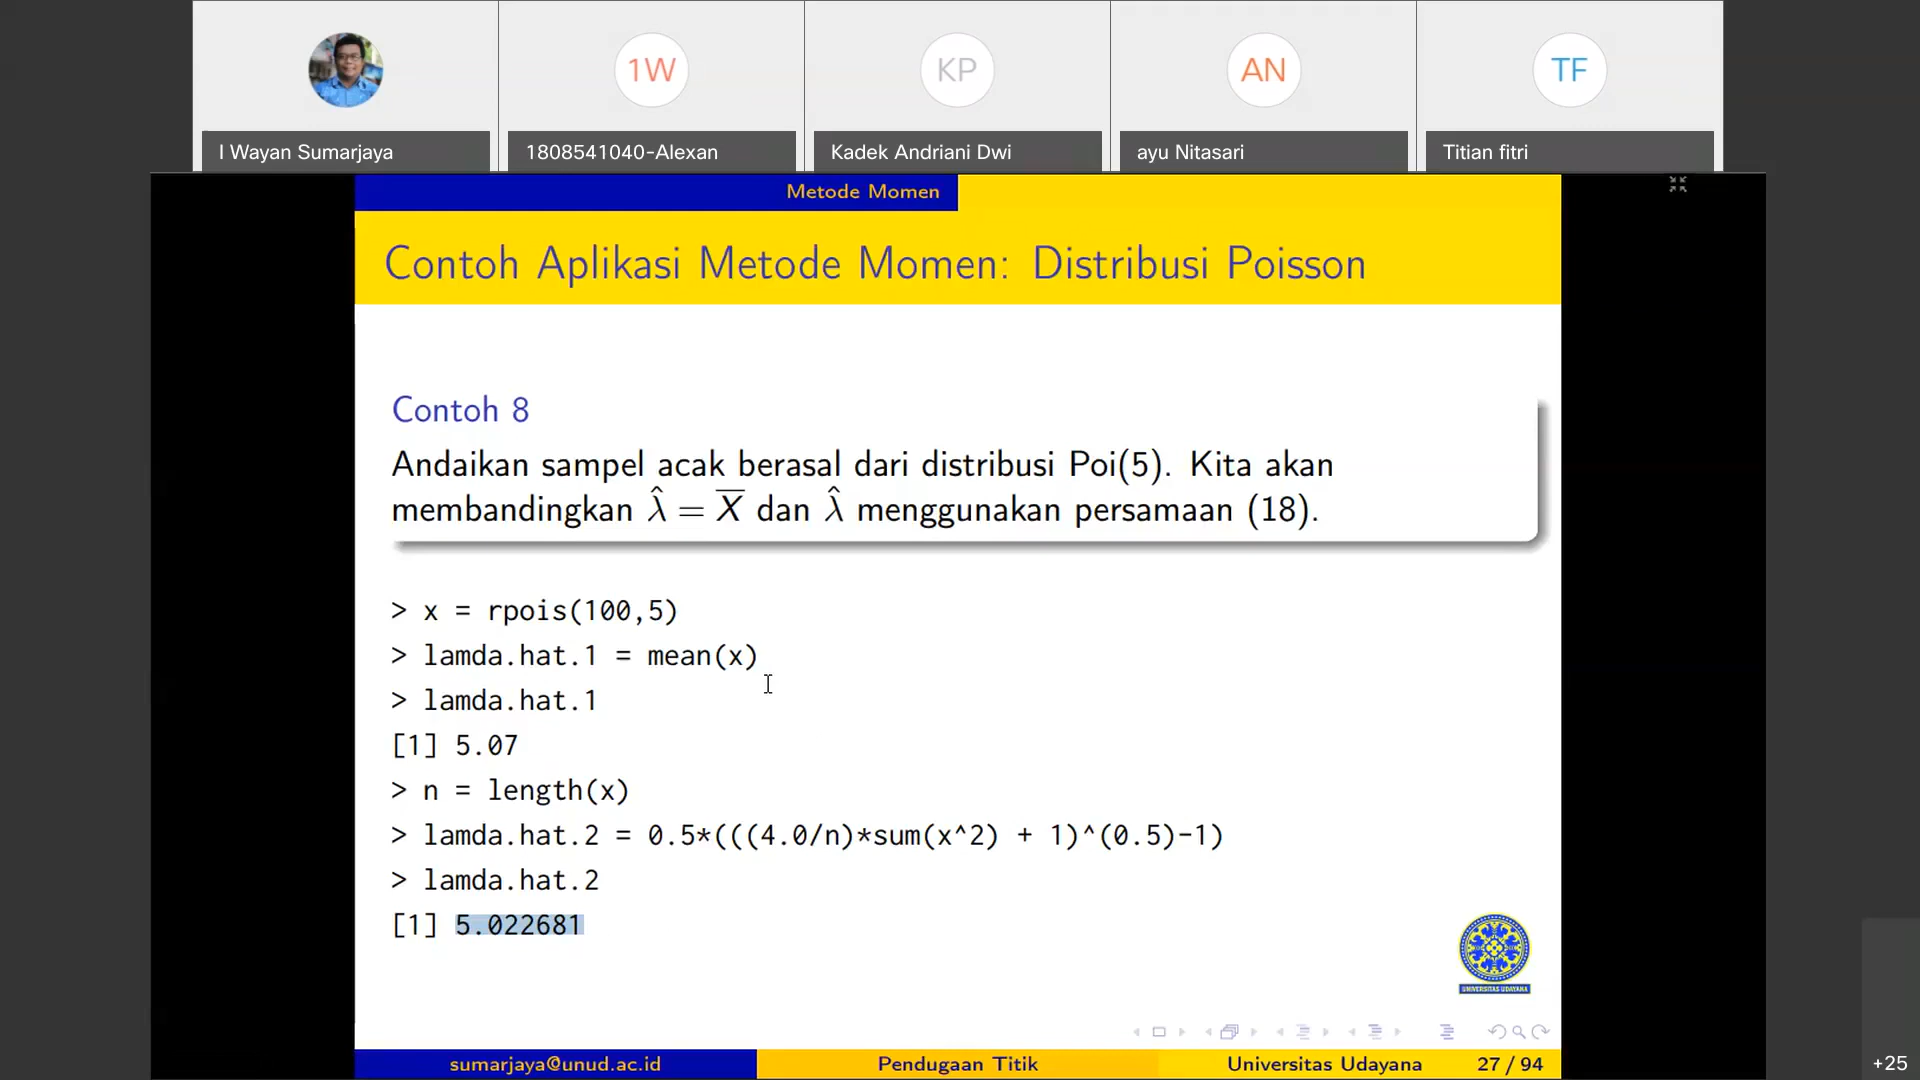 1W
KP
AN
TF
I Wayan Sumarjaya
1808541040-Alexan
Kadek Andriani Dwi
ayu Nitasari
Titian fitri
Metode Momen
Contoh Aplikasi Metode Momen: Distribusi Poisson
Contoh 8
Andaikan sampel acak berasal dari distribusi Poi(5). Kita akan
membandingkan λ̂ = X̅ dan λ̂ menggunakan persamaan (18).
> x = rpois(100,5)
> lamda.hat.1 = mean(x)
> lamda.hat.1
[1] 5.07
> n = length(x)
> lamda.hat.2 = 0.5*(((4.0/n)*sum(x^2) + 1)^(0.5)-1)
> lamda.hat.2
[1] 5.022681
UNIVERSITAS UDAYANA
sumarjaya@unud.ac.id
Pendugaan Titik
Universitas Udayana
27 / 94
+25